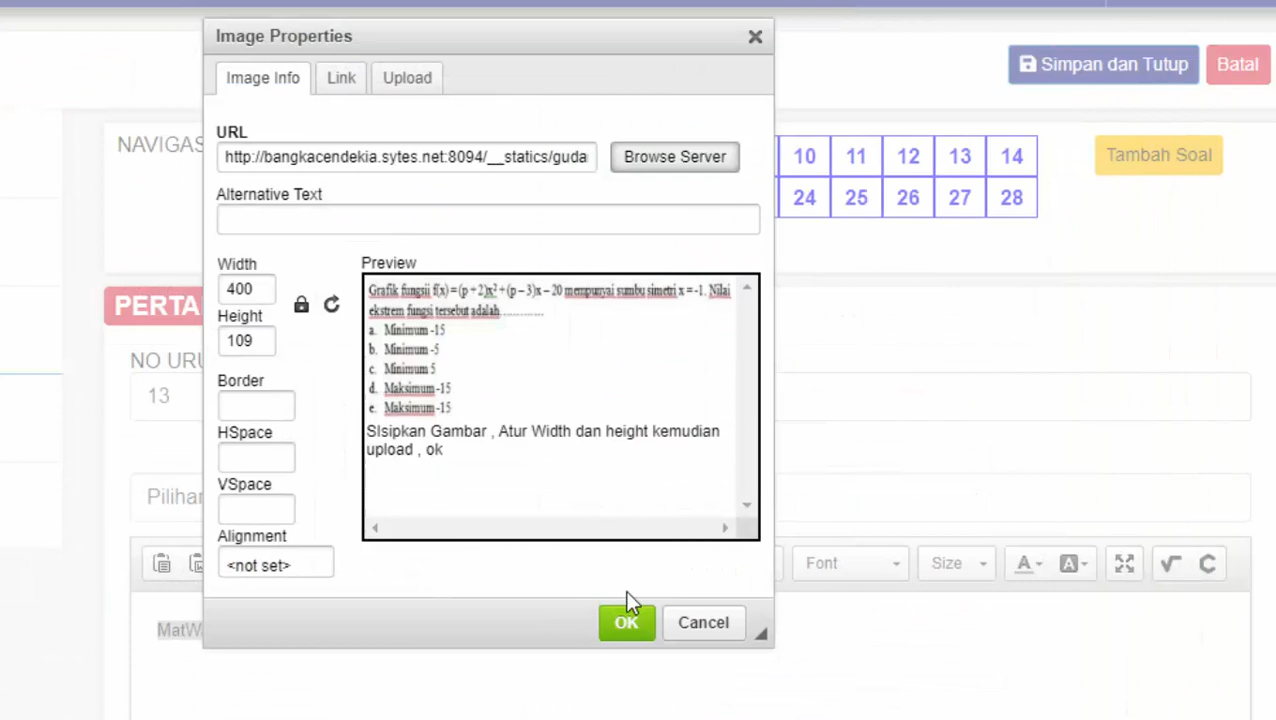 Image Properties
Simpan dan Tutup
Batal
Image Info
Link
Upload
NAVIGAS
URL
http://bangkacendekia.sytes.net:8094/__statics/guda
Browse Server
10 11 12 13 14
Tambah Soal
Alternative Text
24 25 26 27 28
Width
Preview
400
Height
109
Grafik fungsii f(x) = (p + 2)x² + (p – 3)x – 20 mempunyai sumbu simetri x = -1. Nilai
ekstrem fungsi tersebut adalah...............
a. Minimum -15
b. Minimum -5
c. Minimum 5
d. Maksimum -15
e. Maksimum -15
SIsipkan Gambar , Atur Width dan height kemudian
upload , ok
PERTA
NO URU
13
Border
HSpace
VSpace
Pilihan
Alignment
<not set>
Font
Size
A
A
OK
Cancel
MatW